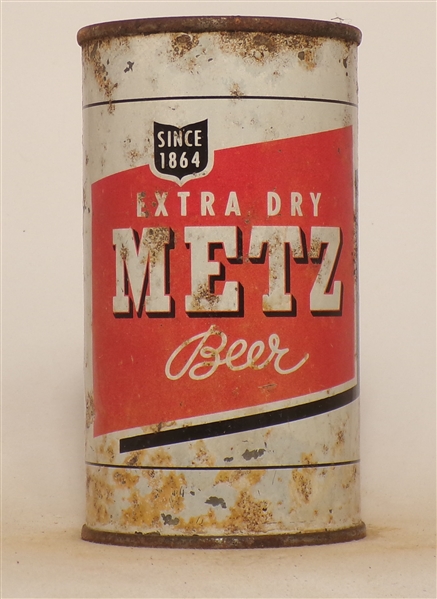 SINCE
1864
EXTRA DRY
METZ
Beer